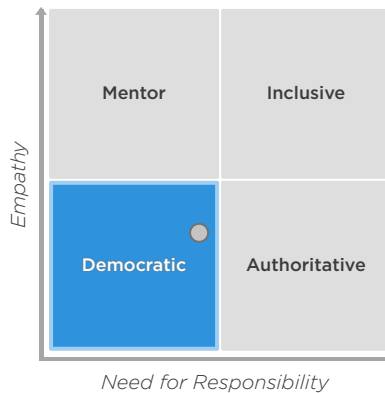 Empathy
Mentor
Inclusive
Democratic
Authoritative
Need for Responsibility